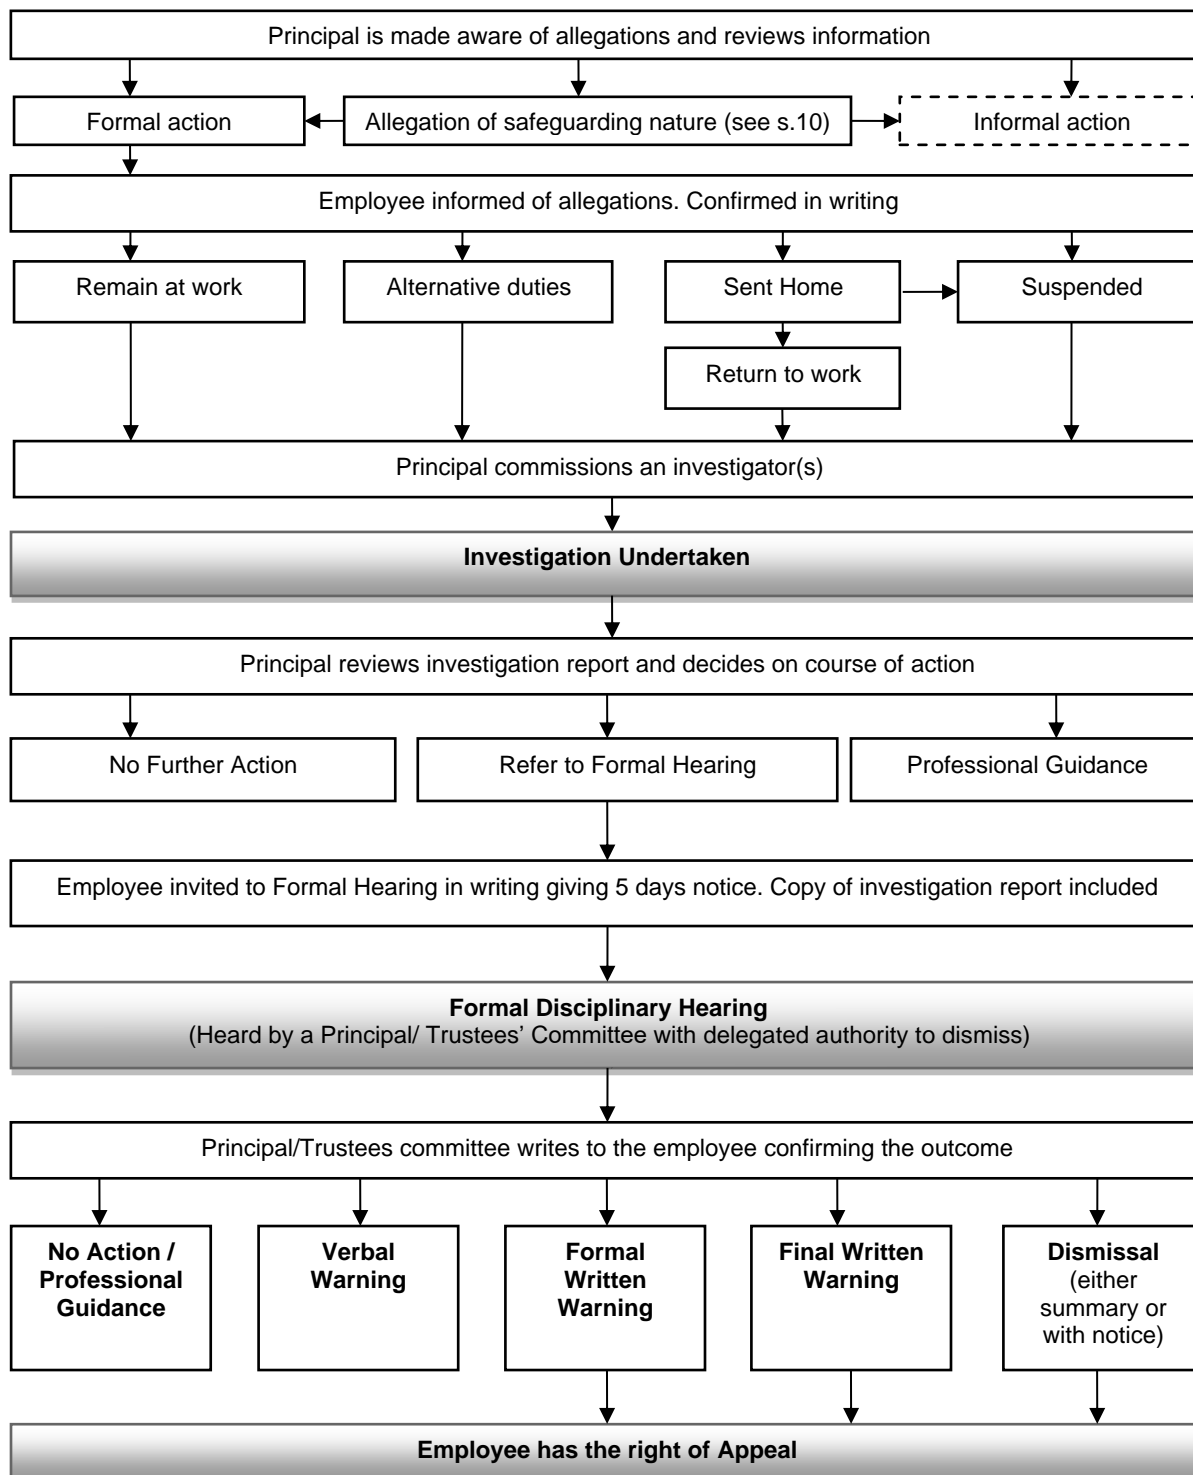 Principal is made aware of allegations and reviews information
Formal action
Allegation of safeguarding nature (see s.10)
Informal action
Employee informed of allegations. Confirmed in writing
Remain at work
Alternative duties
Sent Home
Suspended
Return to work
Principal commissions an investigator(s)
Investigation Undertaken
Principal reviews investigation report and decides on course of action
No Further Action
Refer to Formal Hearing
Professional Guidance
Employee invited to Formal Hearing in writing giving 5 days notice. Copy of investigation report included
Formal Disciplinary Hearing
(Heard by a Principal/ Trustees’ Committee with delegated authority to dismiss)
Principal/Trustees committee writes to the employee confirming the outcome
No Action /
Professional
Guidance
Verbal
Warning
Formal
Written
Warning
Final Written
Warning
Dismissal
(either
summary or
with notice)
Employee has the right of Appeal